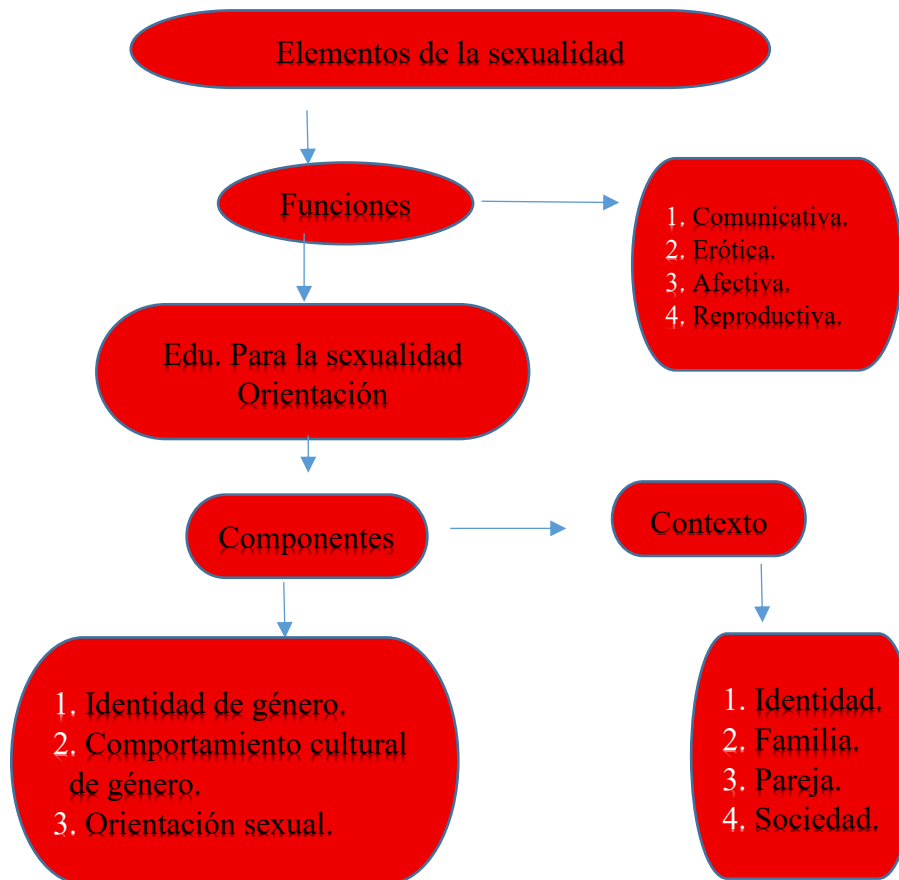 Elementos de la sexualidad
Funciones
1. Comunicativa.
2. Erótica.
3. Afectiva.
4. Reproductiva.
Edu. Para la sexualidad
Orientación
Componentes
Contexto
1. Identidad de género.
2. Comportamiento cultural
de género.
3. Orientación sexual.
1. Identidad.
2. Familia.
3. Pareja.
4. Sociedad.